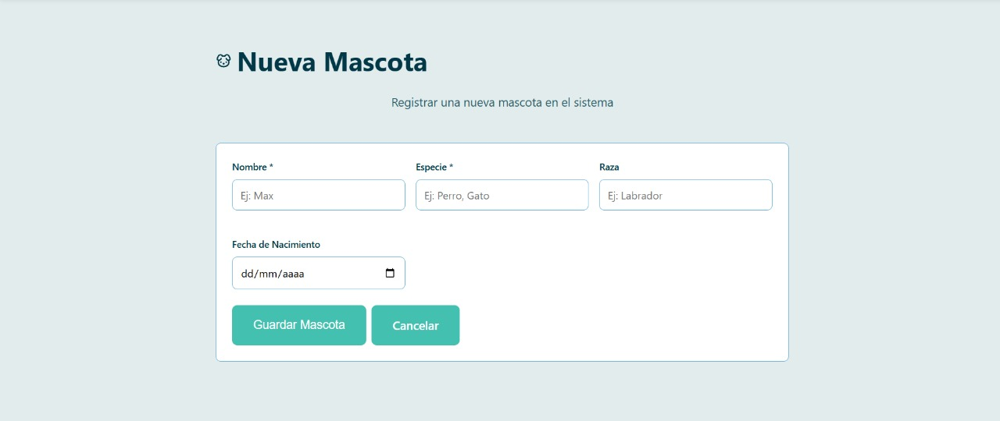 Nueva Mascota
Registrar una nueva mascota en el sistema
Nombre * Especie * Raza
Ej: Max Ej: Perro, Gato Ej: Labrador
Fecha de Nacimiento
dd/mm/aaaa
Guardar Mascota Cancelar